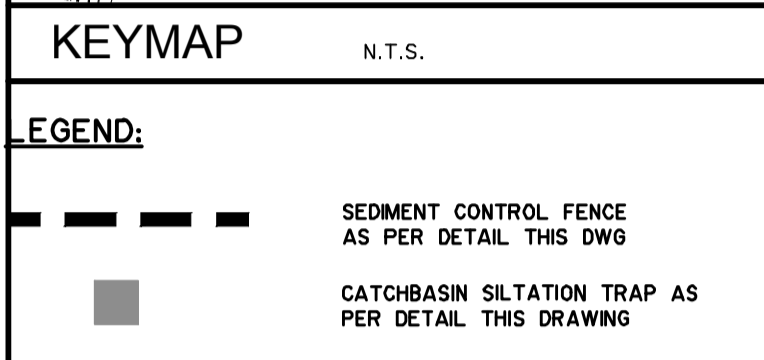 KEYMAP N.T.S.
LEGEND:
SEDIMENT CONTROL FENCE
AS PER DETAIL THIS DWG
CATCHBASIN SILTATION TRAP AS
PER DETAIL THIS DRAWING